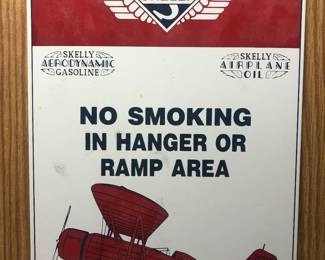 SKELLY
AERODYNAMIC
GASOLINE
SKELLY
AIRPLANE
OIL
NO SMOKING
IN HANGER OR
RAMP AREA